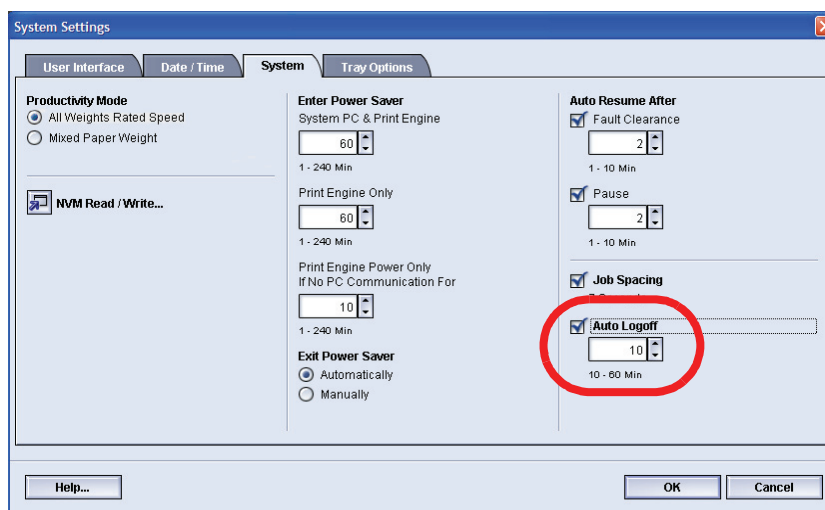 System Settings
User Interface
Date / Time
System
Tray Options
Productivity Mode
All Weights Rated Speed
Mixed Paper Weight
NVM Read / Write...
Enter Power Saver
System PC & Print Engine
60
1 - 240 Min
Print Engine Only
60
1 - 240 Min
Print Engine Power Only
If No PC Communication For
10
1 - 240 Min
Exit Power Saver
Automatically
Manually
Auto Resume After
Fault Clearance
2
1 - 10 Min
Pause
2
1 - 10 Min
Job Spacing
Auto Logoff
10
10 - 60 Min
Help...
OK
Cancel